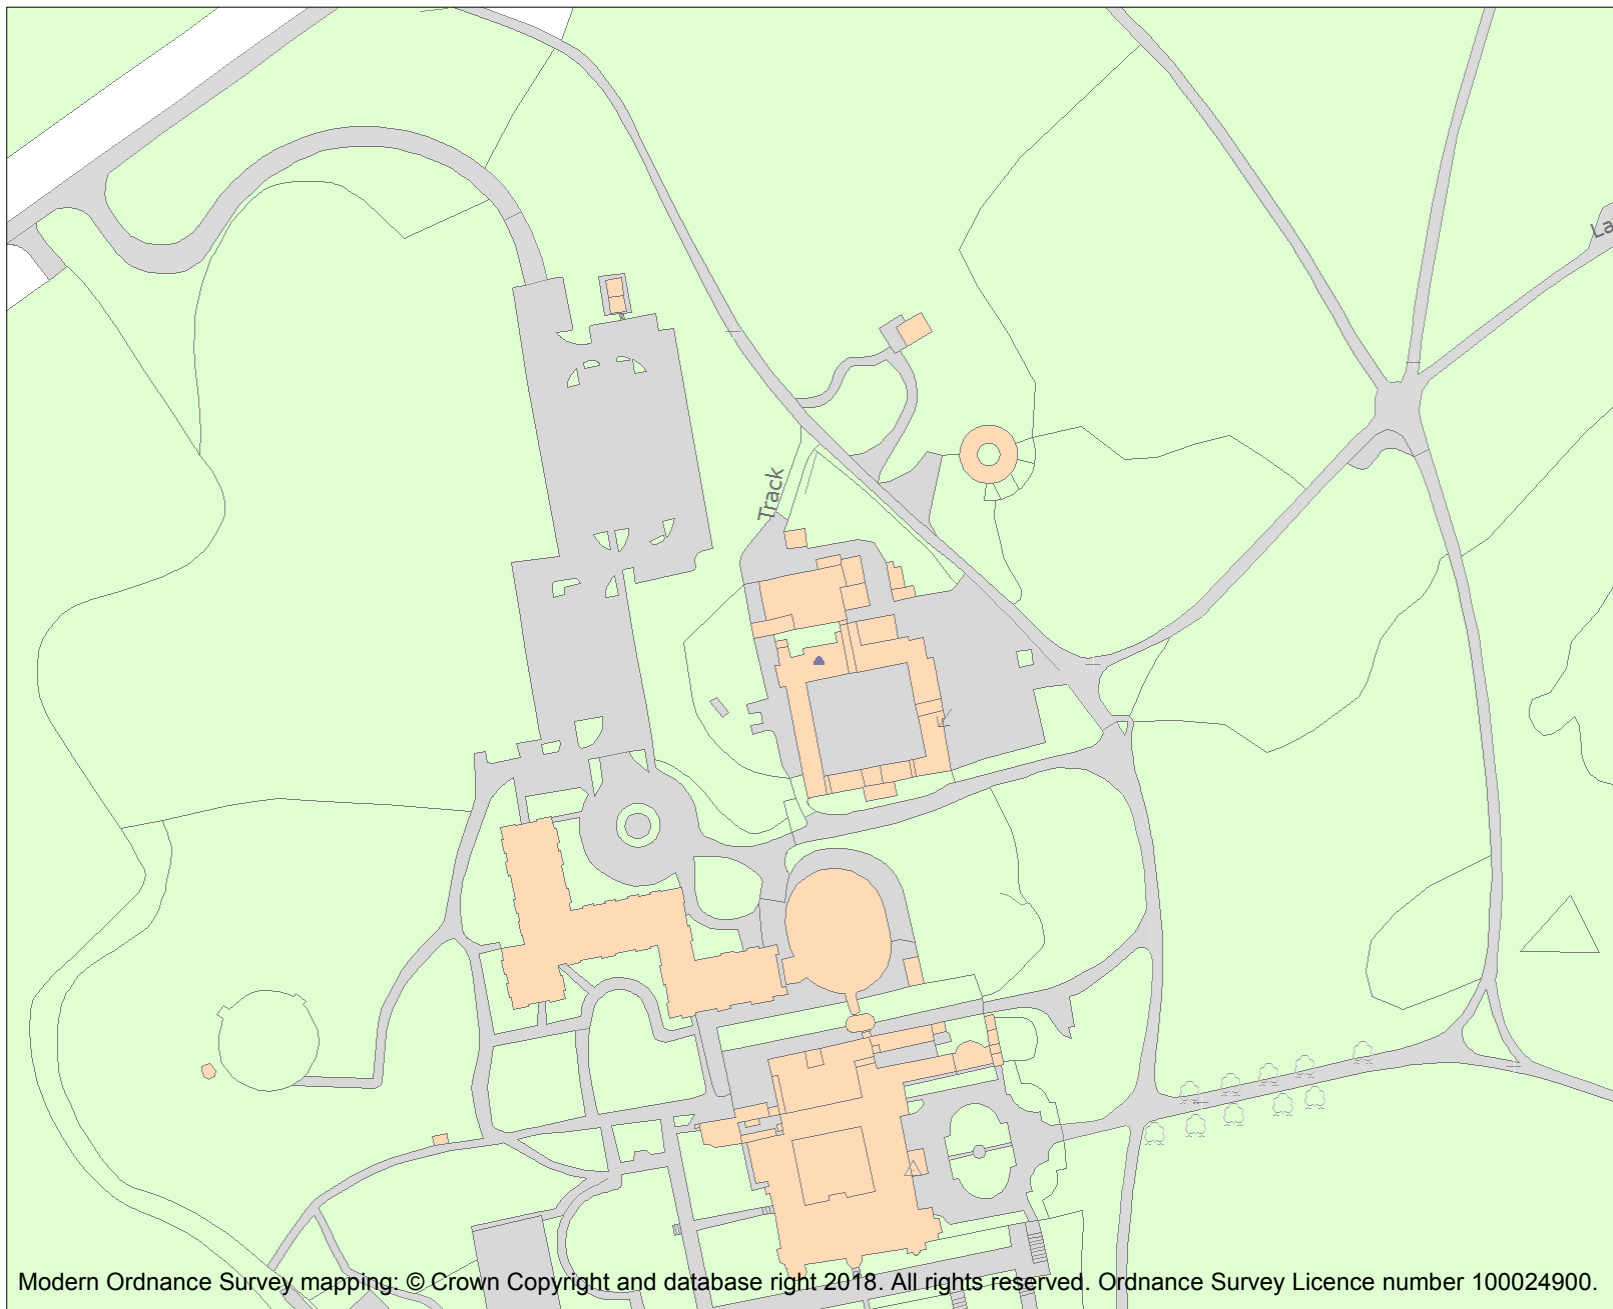 La
Track
Modern Ordnance Survey mapping: © Crown Copyright and database right 2018. All rights reserved. Ordnance Survey Licence number 100024900.